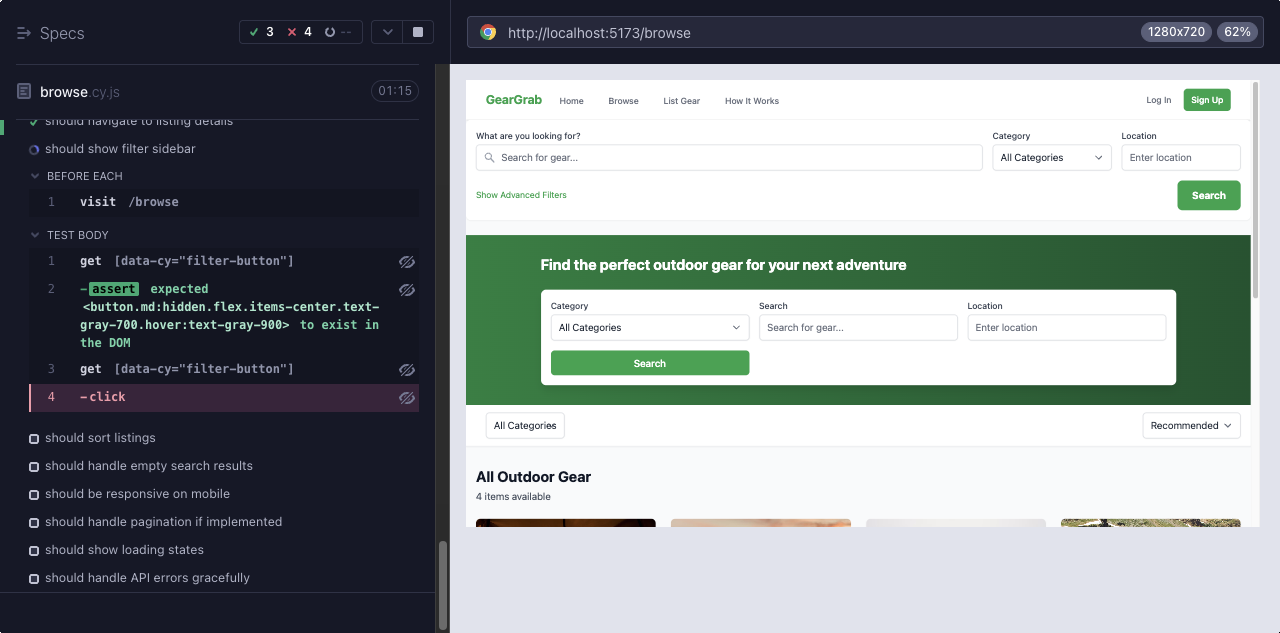 Specs
3 4 --
browse.cy.js 01:15
should navigate to listing details
should show filter sidebar
BEFORE EACH
1 visit /browse
TEST BODY
1 get [data-cy="filter-button"]
2 -assert expected
<button.md:hidden.flex.items-center.text-
gray-700.hover:text-gray-900> to exist in
the DOM
3 get [data-cy="filter-button"]
4 -click
should sort listings
should handle empty search results
should be responsive on mobile
should handle pagination if implemented
should show loading states
should handle API errors gracefully
http://localhost:5173/browse 1280x720 62%
GearGrab Home Browse List Gear How It Works Log In Sign Up
What are you looking for? Category Location
Search for gear... All Categories Enter location
Show Advanced Filters Search
Find the perfect outdoor gear for your next adventure
Category Search Location
All Categories Search for gear... Enter location
Search
All Categories Recommended
All Outdoor Gear
4 items available